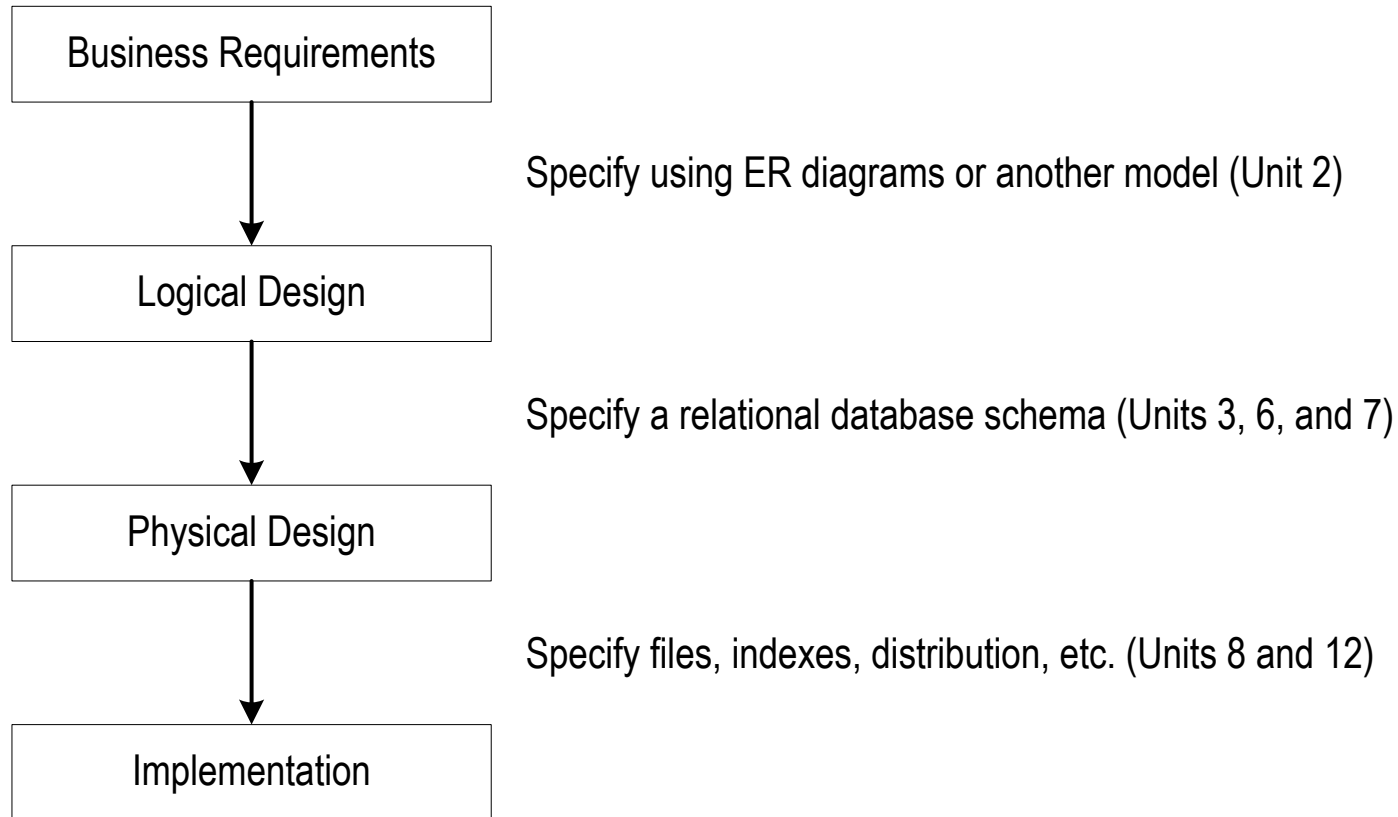 Business Requirements
Specify using ER diagrams or another model (Unit 2)
Logical Design
Specify a relational database schema (Units 3, 6, and 7)
Physical Design
Specify files, indexes, distribution, etc. (Units 8 and 12)
Implementation